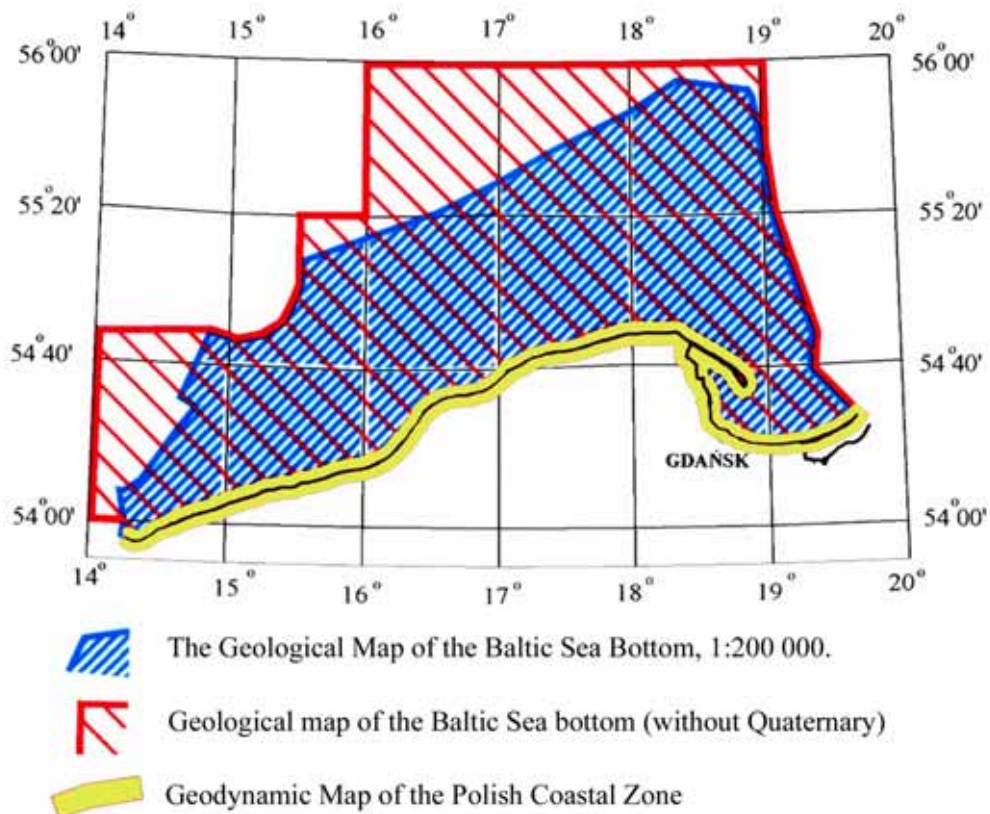 14° 15° 16° 17° 18° 19° 20°
56°00' 56°00'
55°20' 55°20'
54°40' 54°40'
GDAŃSK
54°00' 54°00'
14° 15° 16° 17° 18° 19° 20°
The Geological Map of the Baltic Sea Bottom, 1:200 000.
Geological map of the Baltic Sea bottom (without Quaternary)
Geodynamic Map of the Polish Coastal Zone